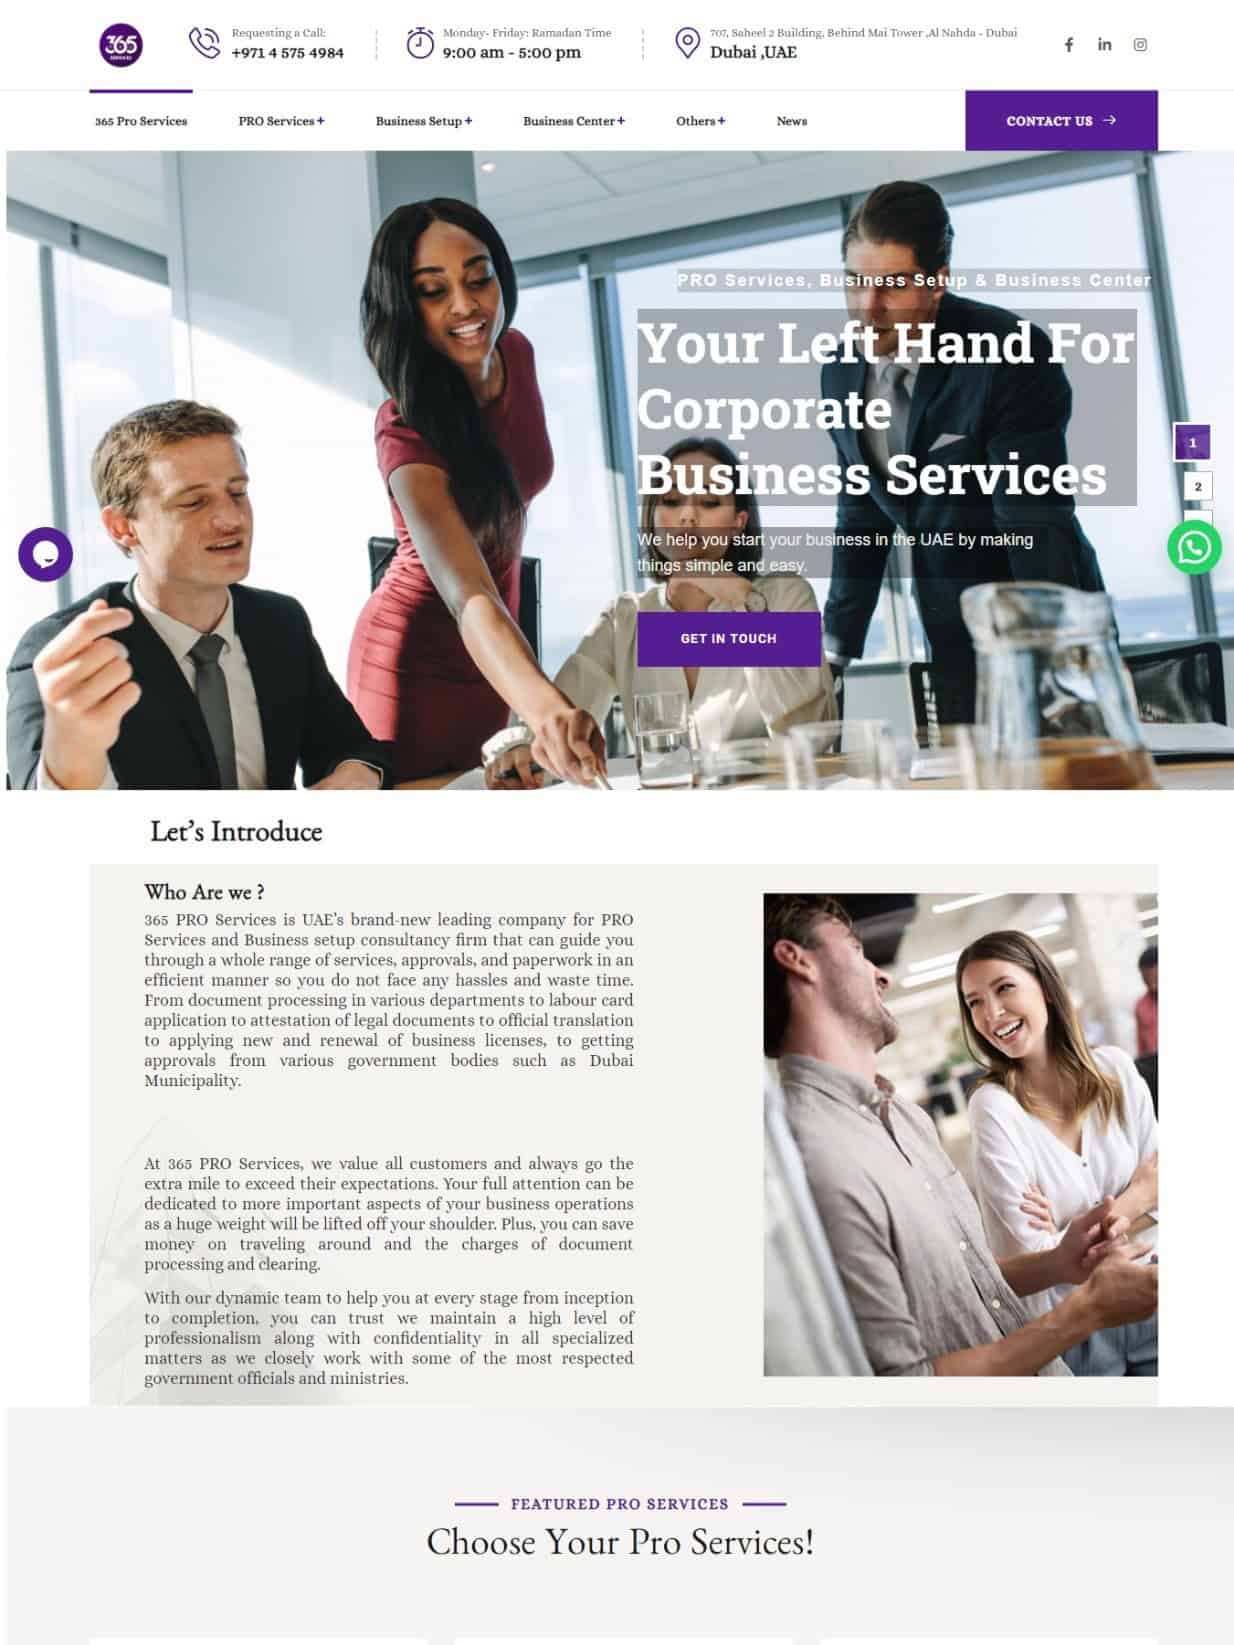 365
SERVICES
Requesting a Call:
+971 4 575 4984
Monday- Friday: Ramadan Time
9:00 am - 5:00 pm
707, Saheel 2 Building, Behind Mai Tower ,Al Nahda - Dubai
Dubai ,UAE
365 Pro Services
PRO Services+
Business Setup+
Business Center+
Others+
News
CONTACT US
PRO Services, Business Setup & Business Center
Your Left Hand For
Corporate
Business Services
We help you start your business in the UAE by making
things simple and easy.
GET IN TOUCH
1
2
Let’s Introduce
Who Are we ?
365 PRO Services is UAE’s brand-new leading company for PRO
Services and Business setup consultancy firm that can guide you
through a whole range of services, approvals, and paperwork in an
efficient manner so you do not face any hassles and waste time.
From document processing in various departments to labour card
application to attestation of legal documents to official translation
to applying new and renewal of business licenses, to getting
approvals from various government bodies such as Dubai
Municipality.
At 365 PRO Services, we value all customers and always go the
extra mile to exceed their expectations. Your full attention can be
dedicated to more important aspects of your business operations
as a huge weight will be lifted off your shoulder. Plus, you can save
money on traveling around and the charges of document
processing and clearing.
With our dynamic team to help you at every stage from inception
to completion, you can trust we maintain a high level of
professionalism along with confidentiality in all specialized
matters as we closely work with some of the most respected
government officials and ministries.
FEATURED PRO SERVICES
Choose Your Pro Services!